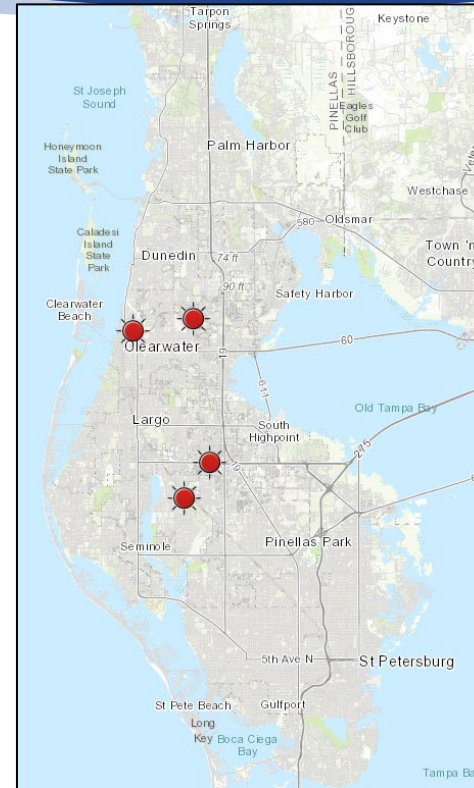 Tarpon
Springs
Keystone
PINELLAS
HILLSBOROUG
St Joseph
Sound
Eagles
Golf
Club
Honeymoon
Island
State Park
Palm Harbor
Westchase
580
Oldsmar
Caladesi
Island
State
Park
Dunedin
74 ft
Town 'n
Country
90 ft
Safety Harbor
Clearwater
Beach
Clearwater
60
19
611
Old Tampa Bay
Largo
South
Highpoint
275
19
Seminole
Pinellas Park
5th Ave N
St Petersburg
St Pete Beach
Gulfport
Long
Key
Boca Ciega
Bay
Tampa Ba